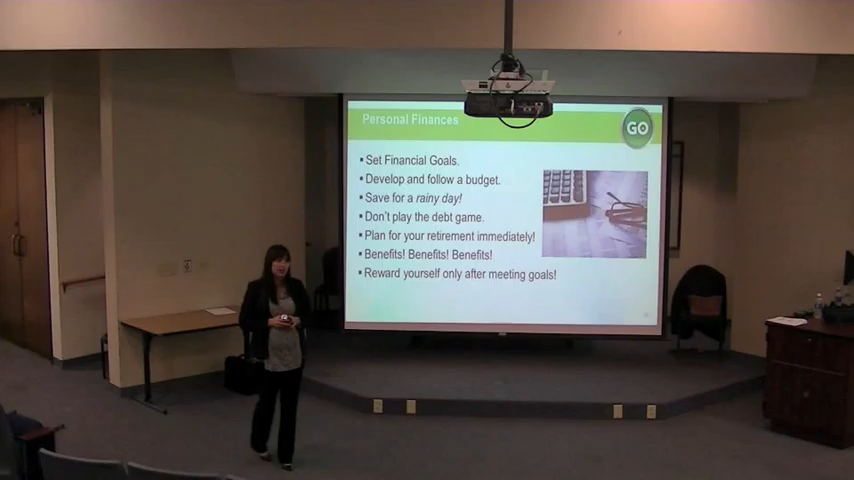 Personal Finances
GO
▪ Set Financial Goals.
▪ Develop and follow a budget.
▪ Save for a rainy day!
▪ Don't play the debt game.
▪ Plan for your retirement immediately!
▪ Benefits! Benefits! Benefits!
▪ Reward yourself only after meeting goals!